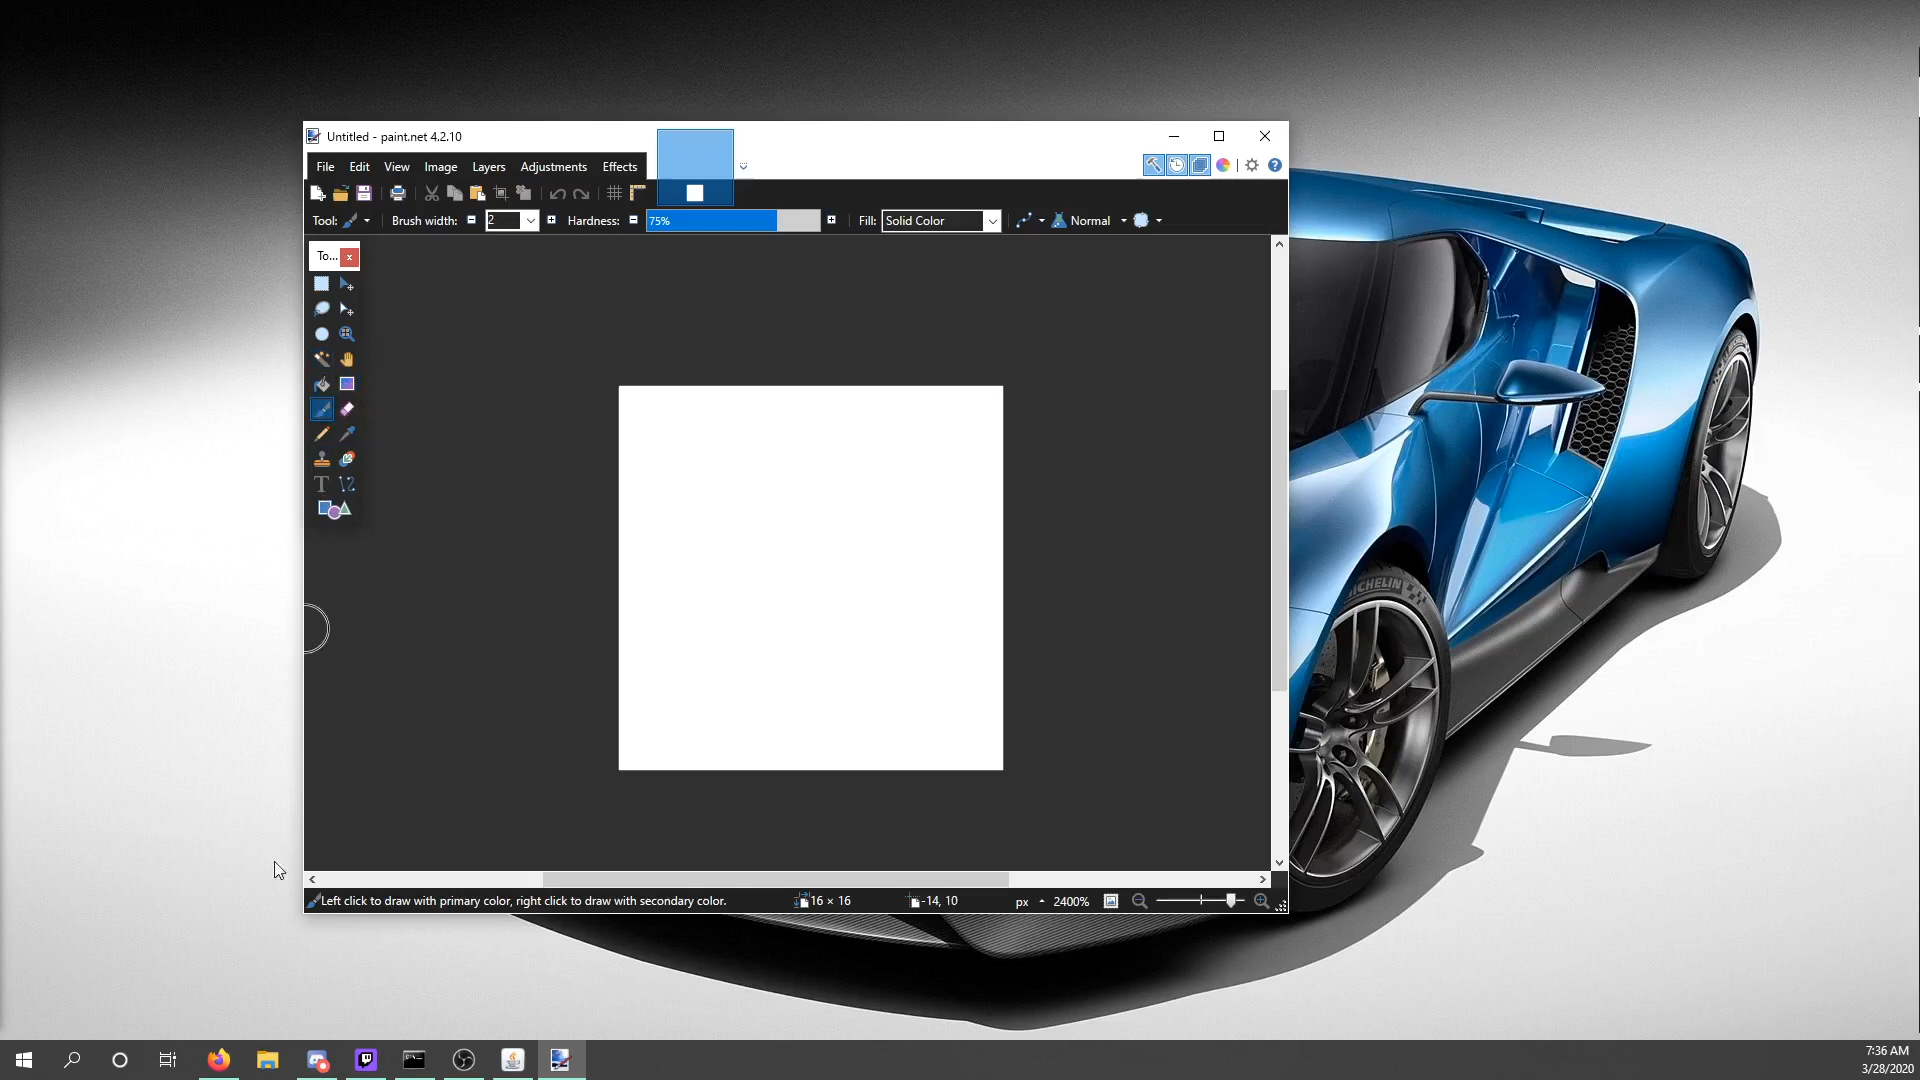 Untitled - paint.net 4.2.10
File Edit View Image Layers Adjustments Effects
Tool: Brush width: 2 Hardness: 75% Fill: Solid Color Normal
To...
Left click to draw with primary color, right click to draw with secondary color. 16 × 16 -14, 10 px 2400%
MICHELIN
7:36 AM
3/28/2020